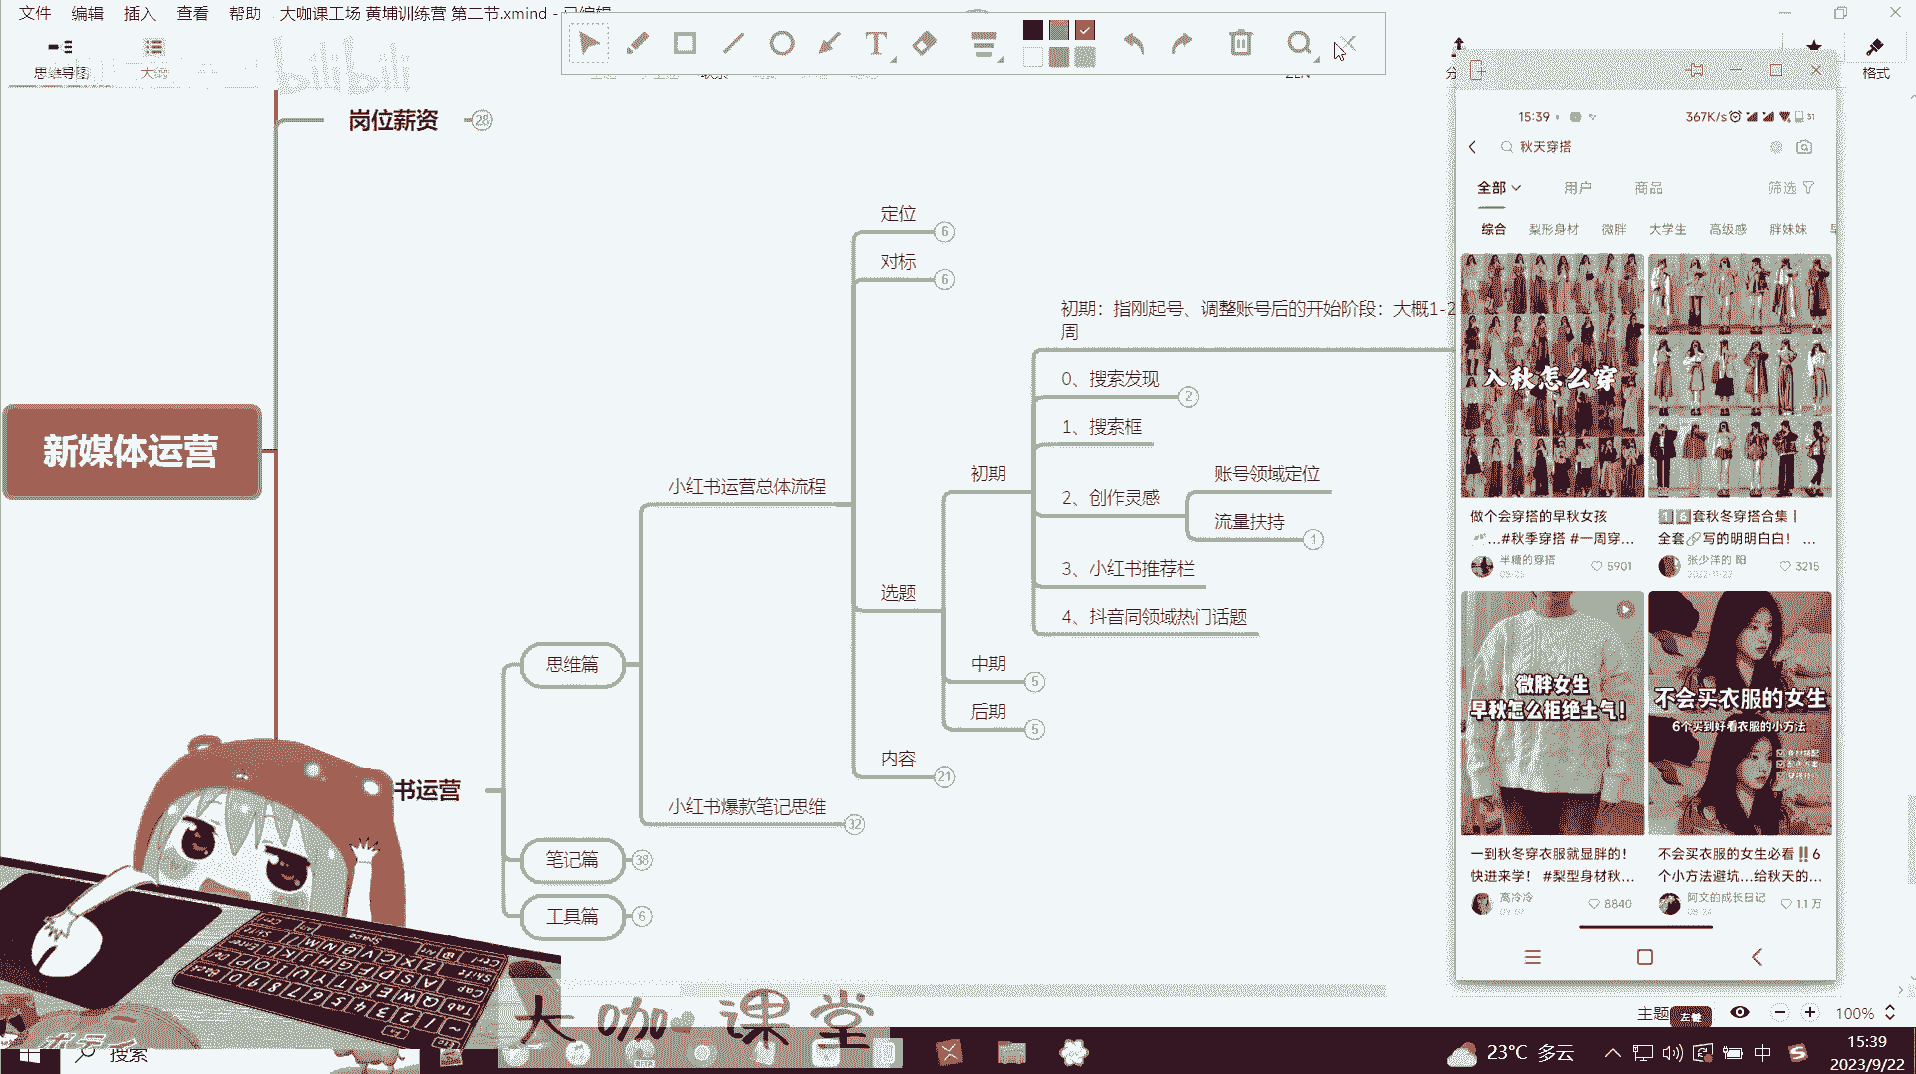 文件 编辑 插入 查看 帮助 大咖课工场 黄埔训练营 第二节.xmind - 已编辑
思维导图 大纲
bilibili
格式
岗位薪资 28
新媒体运营
定位 6
对标 6
初期：指刚起号、调整账号后的开始阶段：大概1-2
周
0、搜索发现 2
1、搜索框
初期
2、创作灵感
账号领域定位
流量扶持 1
3、小红书推荐栏
4、抖音同领域热门话题
小红书运营总体流程
选题
中期 5
后期 5
内容 21
思维篇
小红书爆款笔记思维 32
书运营
笔记篇 38
工具篇 6
15:39 367K/s 31
秋天穿搭
全部 用户 商品 筛选
综合 梨形身材 微胖 大学生 高级感 胖妹妹
入秋怎么穿
做个会穿搭的早秋女孩
...#秋季穿搭 #一周穿...
半糖的穿搭 5901
16套秋冬穿搭合集丨
全套🔗写的明明白白！ ...
张少洋的 阳 3215
2022-11-22
微胖女生
早秋怎么拒绝土气！
一到秋冬穿衣服就显胖的！
快进来学！ #梨型身材秋...
高冷冷 8840
不会买衣服的女生
6个买到好看衣服的小方法
不会买衣服的女生必看‼️6
个小方法避坑...给秋天的...
阿文的成长日记 1.1 万
大咖课堂
主题 100%
搜索
23°C 多云 中
15:39
2023/9/22